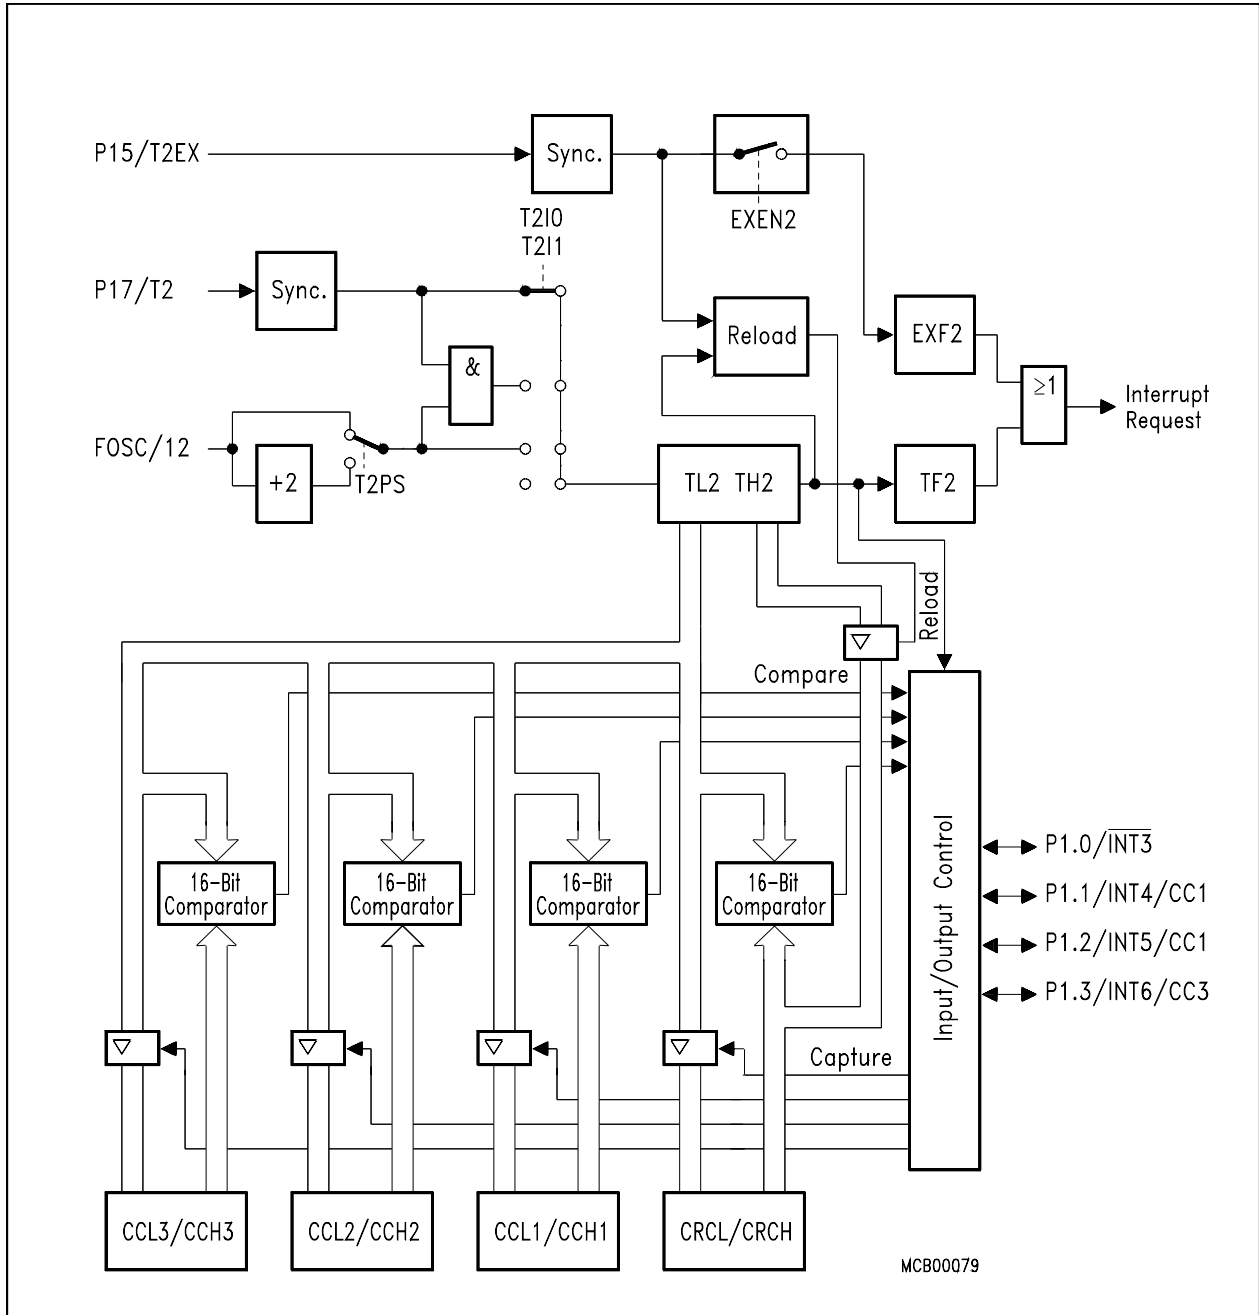 P15/T2EX
Sync.
EXEN2
T2I0
T2I1
P17/T2
Sync.
Reload
EXF2
&
≥1
Interrupt
Request
FOSC/12
+2
T2PS
TL2 TH2
TF2
Reload
Compare
16-Bit
Comparator
16-Bit
Comparator
16-Bit
Comparator
16-Bit
Comparator
Input/Output Control
P1.0/I̅N̅T̅3̅
P1.1/INT4/CC1
P1.2/INT5/CC1
P1.3/INT6/CC3
Capture
CCL3/CCH3
CCL2/CCH2
CCL1/CCH1
CRCL/CRCH
MCB00079